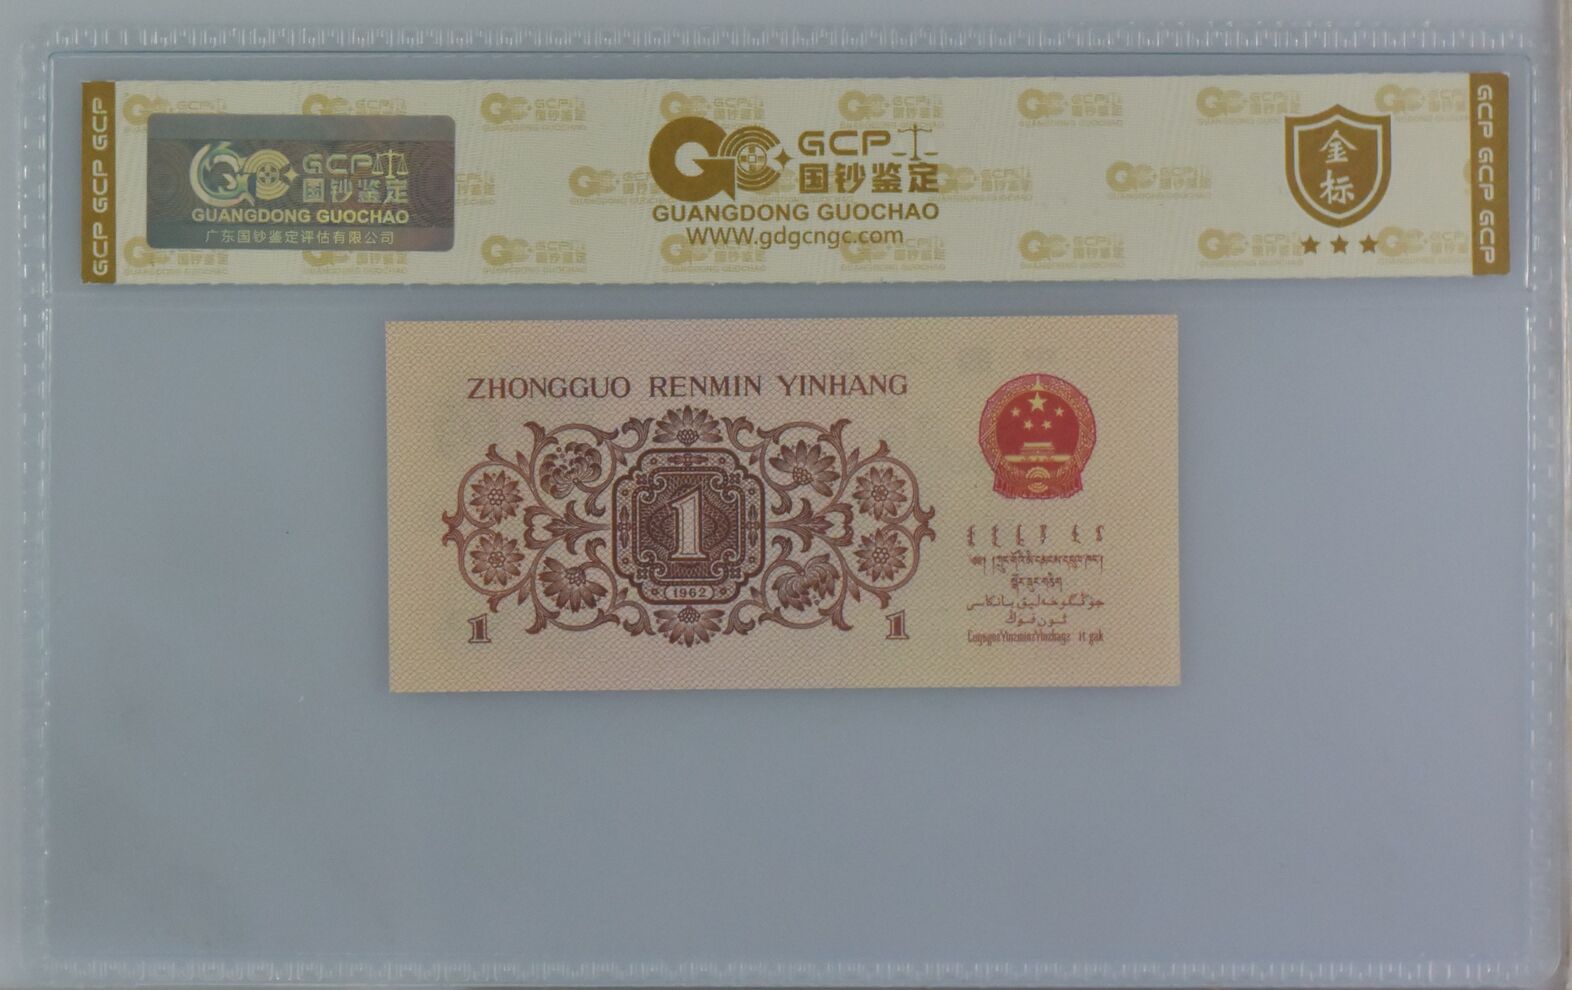 GCP GCP GCP
GCP 国钞鉴定
GUANGDONG GUOCHAO
广东国钞鉴定评估有限公司
GCP
国钞鉴定
GUANGDONG GUOCHAO
WWW.gdgcngc.com
金标
GCP GCP GCP
ZHONGGUO RENMIN YINHANG
1
1962
1
1
جۇڭگوخەلىق بانكاسى